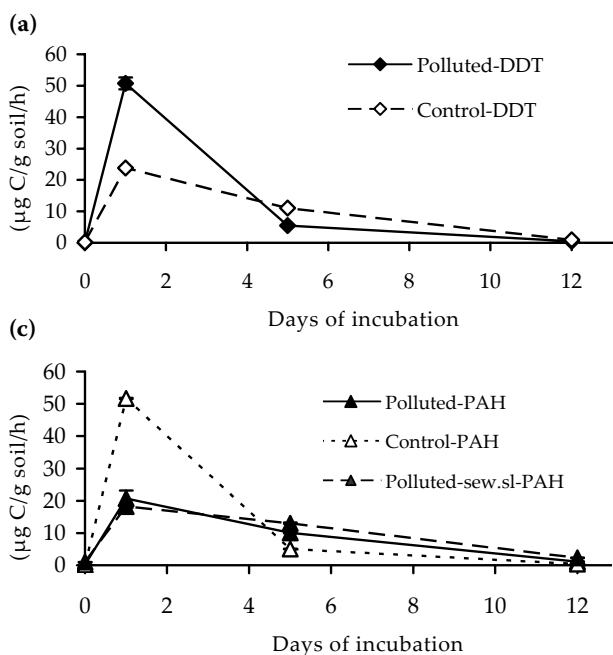 (a)
(µg C/g soil/h)
60
50
40
30
20
10
0
0 2 4 6 8 10 12
Days of incubation
Polluted-DDT
Control-DDT
(c)
(µg C/g soil/h)
60
50
40
30
20
10
0
0 2 4 6 8 10 12
Days of incubation
Polluted-PAH
Control-PAH
Polluted-sew.sl-PAH